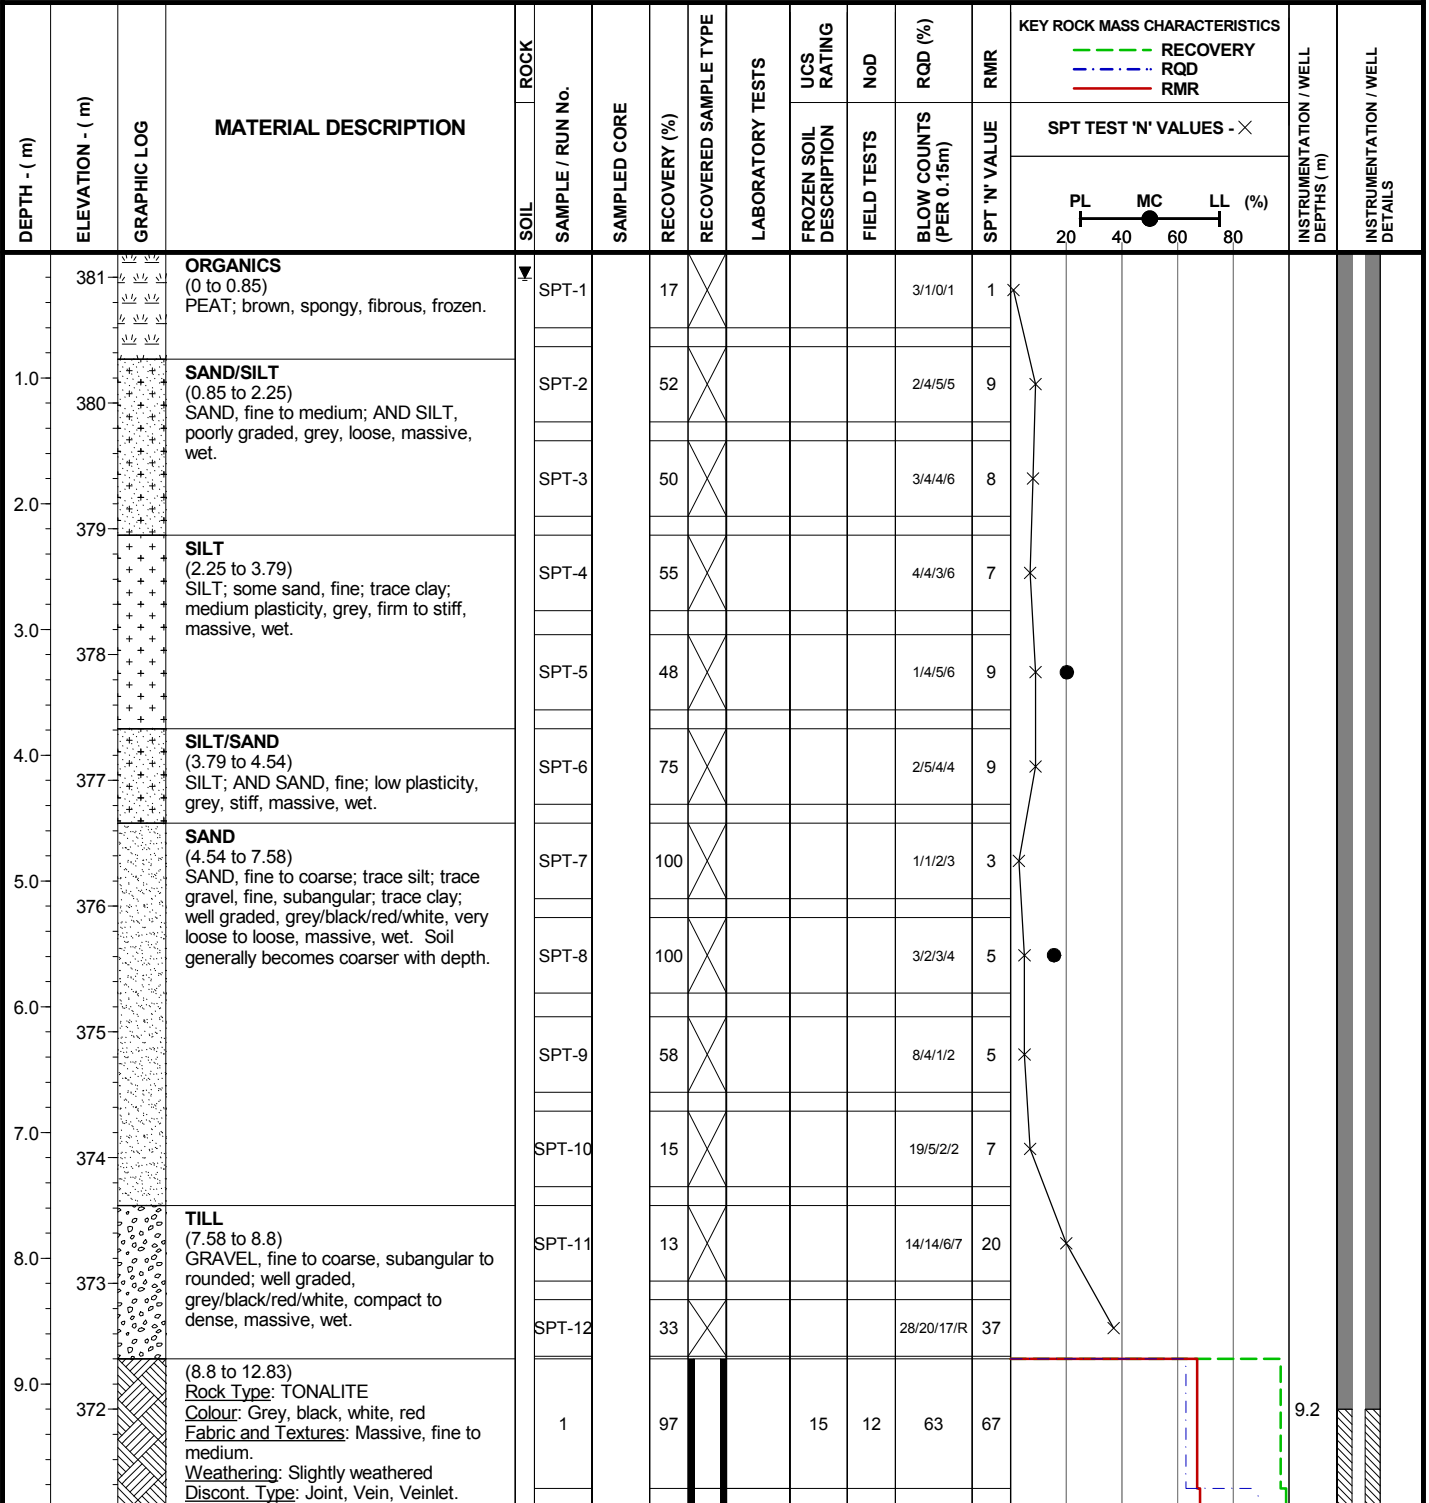 DEPTH - ( m)
ELEVATION - ( m)
GRAPHIC LOG
MATERIAL DESCRIPTION
SOIL
ROCK
SAMPLE / RUN No.
SAMPLED CORE
RECOVERY (%)
RECOVERED SAMPLE TYPE
LABORATORY TESTS
UCS
RATING
FROZEN SOIL
DESCRIPTION
NoD
FIELD TESTS
RQD (%)
BLOW COUNTS
(PER 0.15m)
RMR
SPT 'N' VALUE
KEY ROCK MASS CHARACTERISTICS
RECOVERY
RQD
RMR
SPT TEST 'N' VALUES - X
PL MC LL (%)
20 40 60 80
INSTRUMENTATION / WELL
DEPTHS ( m)
INSTRUMENTATION / WELL
DETAILS
381
ORGANICS
(0 to 0.85)
PEAT; brown, spongy, fibrous, frozen.
SPT-1 17 3/1/0/1 1
1.0
380
SAND/SILT
(0.85 to 2.25)
SAND, fine to medium; AND SILT,
poorly graded, grey, loose, massive,
wet.
SPT-2 52 2/4/5/5 9
SPT-3 50 3/4/4/6 8
2.0
379
SILT
(2.25 to 3.79)
SILT; some sand, fine; trace clay;
medium plasticity, grey, firm to stiff,
massive, wet.
SPT-4 55 4/4/3/6 7
3.0
378
SPT-5 48 1/4/5/6 9
SILT/SAND
(3.79 to 4.54)
SILT; AND SAND, fine; low plasticity,
grey, stiff, massive, wet.
4.0
377
SPT-6 75 2/5/4/4 9
SAND
(4.54 to 7.58)
SAND, fine to coarse; trace silt; trace
gravel, fine, subangular; trace clay;
well graded, grey/black/red/white, very
loose to loose, massive, wet. Soil
generally becomes coarser with depth.
SPT-7 100 1/1/2/3 3
5.0
376
SPT-8 100 3/2/3/4 5
6.0
375
SPT-9 58 8/4/1/2 5
7.0
374
SPT-10 15 19/5/2/2 7
TILL
(7.58 to 8.8)
GRAVEL, fine to coarse, subangular to
rounded; well graded,
grey/black/red/white, compact to
dense, massive, wet.
SPT-11 13 14/14/6/7 20
8.0
373
SPT-12 33 28/20/17/R 37
(8.8 to 12.83)
Rock Type: TONALITE
Colour: Grey, black, white, red
Fabric and Textures: Massive, fine to
medium.
Weathering: Slightly weathered
Discont. Type: Joint, Vein, Veinlet.
9.0
372
1 97 15 12 63 67
9.2